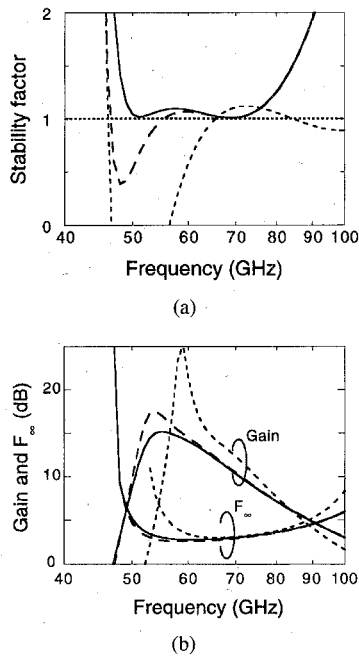 2
1
0
Stability factor
40 50 60 70 80 90 100
Frequency (GHz)
(a)
20
10
0
Gain and F∞ (dB)
Gain
F∞
40 50 60 70 80 90 100
Frequency (GHz)
(b)